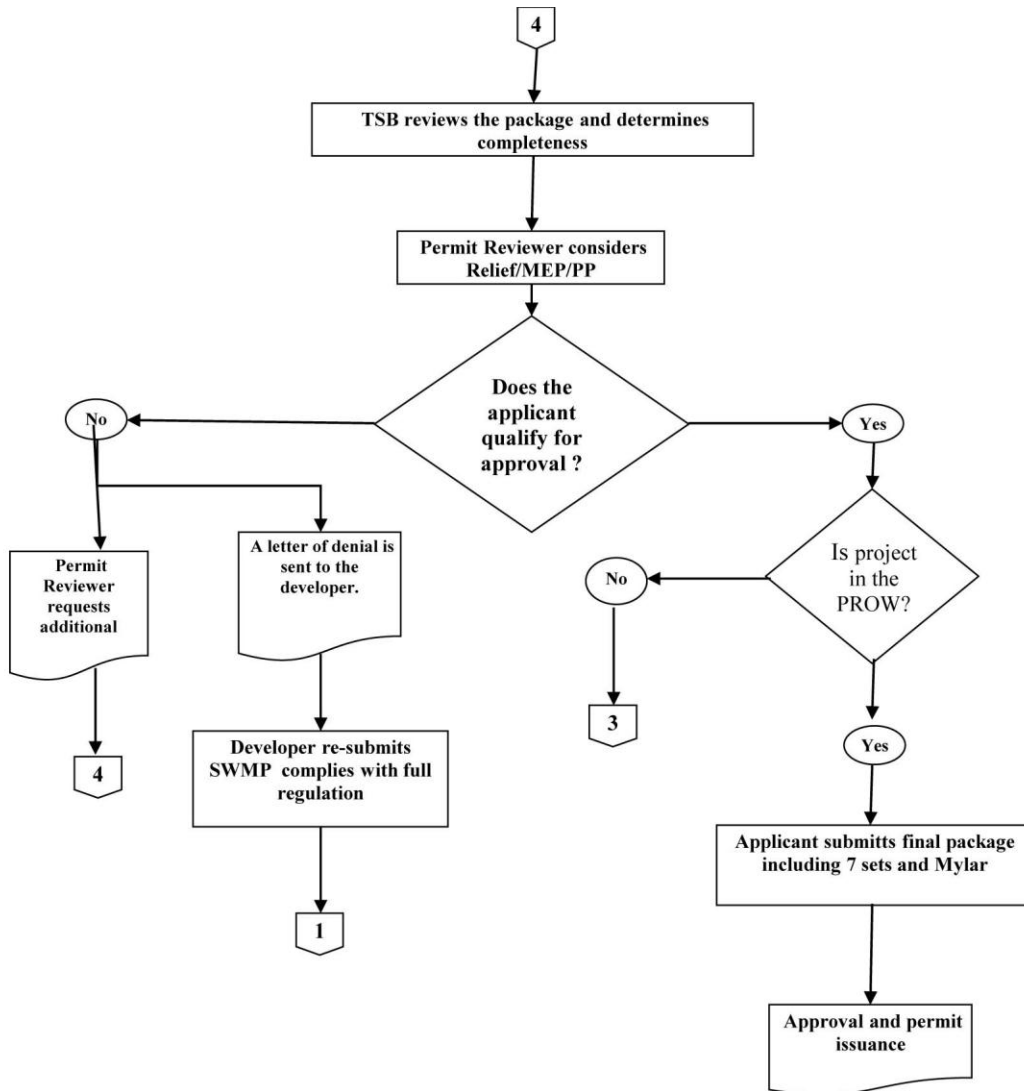 4
TSB reviews the package and determines
completeness
Permit Reviewer considers
Relief/MEP/PP
Does the
applicant
qualify for
approval ?
No
Yes
Permit
Reviewer
requests
additional
A letter of denial is
sent to the
developer.
No
Is project
in the
PROW?
4
Developer re-submits
SWMP complies with full
regulation
3
Yes
1
Applicant submitts final package
including 7 sets and Mylar
Approval and permit
issuance